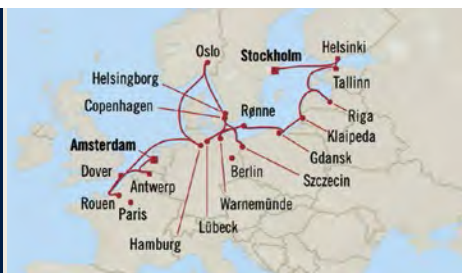 Oslo
Helsinki
Stockholm
Helsingborg
Tallinn
Copenhagen
Rønne
Riga
Klaipeda
Amsterdam
Gdansk
Dover
Berlin
Szczecin
Antwerp
Rouen
Paris
Warnemünde
Lübeck
Hamburg